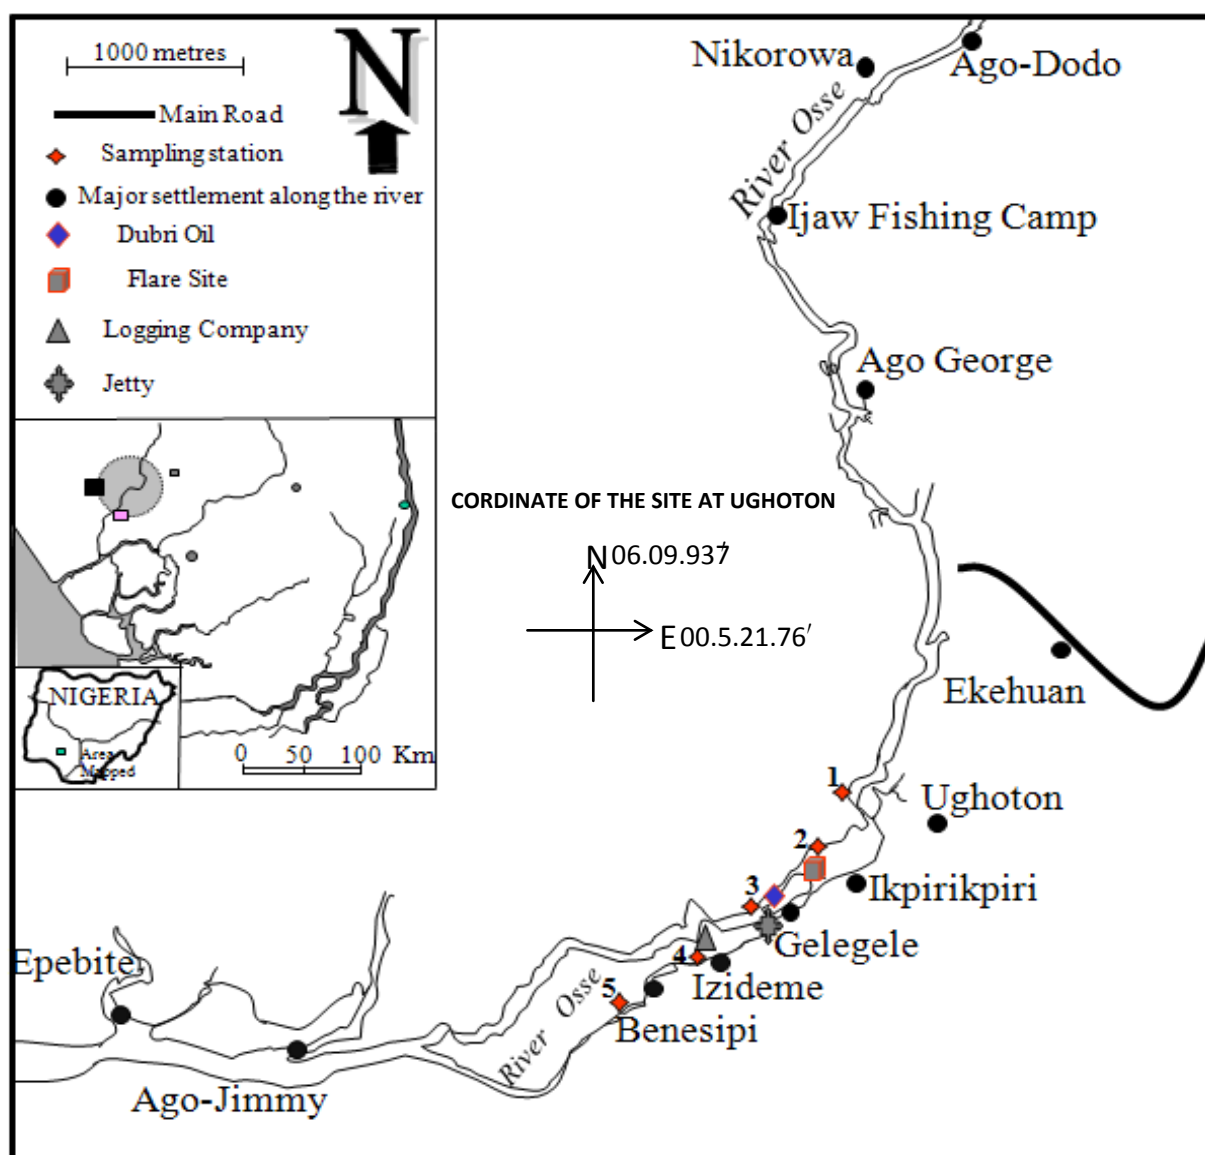 1000 metres
N
Main Road
Sampling station
Major settlement along the river
Dubri Oil
Flare Site
Logging Company
Jetty
NIGERIA
Area
Mapped
0 50 100 Km
Nikorowa
Ago-Dodo
River Osse
Ijaw Fishing Camp
Ago George
CORDINATE OF THE SITE AT UGHOTON
N 06.09.937′
E 00.5.21.76′
Ekehuan
1
Ughoton
2
Ikpirikpiri
3
Gelegele
4
Izideme
5
Benesipi
River Osse
Epebite
Ago-Jimmy